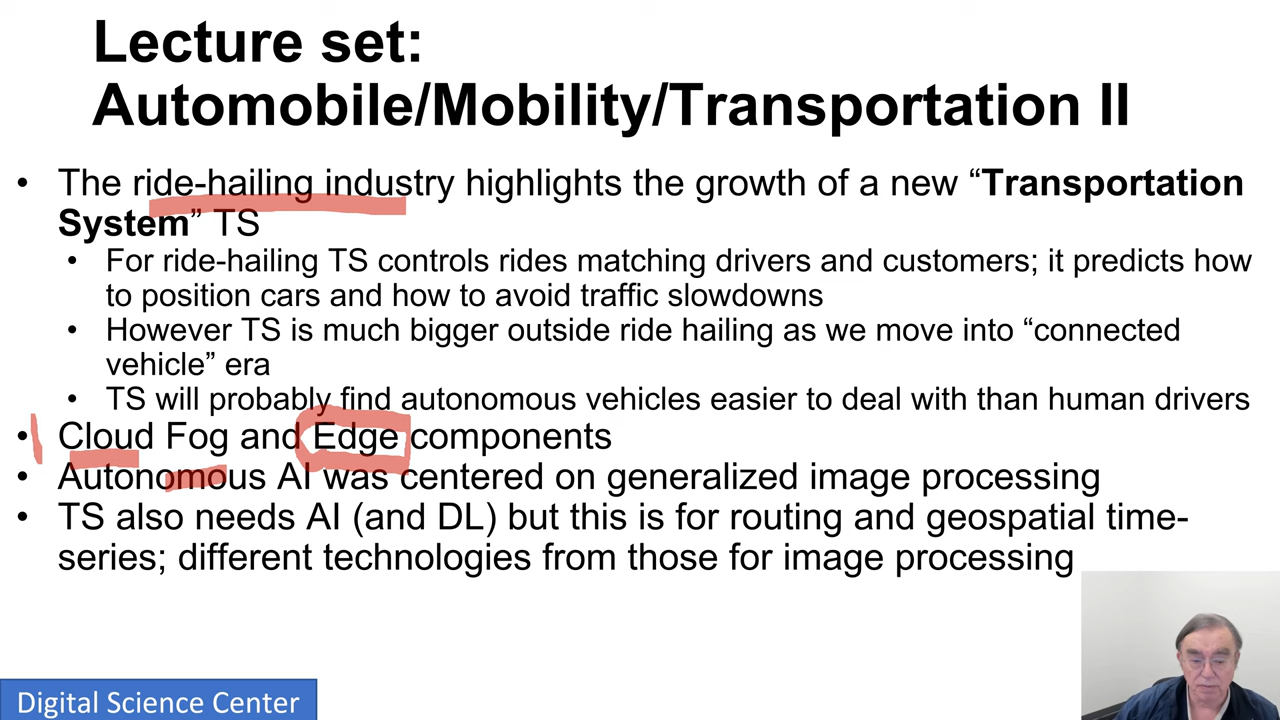 Lecture set:
Automobile/Mobility/Transportation II
• The ride-hailing industry highlights the growth of a new “Transportation
System” TS
• For ride-hailing TS controls rides matching drivers and customers; it predicts how
to position cars and how to avoid traffic slowdowns
• However TS is much bigger outside ride hailing as we move into “connected
vehicle” era
• TS will probably find autonomous vehicles easier to deal with than human drivers
• Cloud Fog and Edge components
• Autonomous AI was centered on generalized image processing
• TS also needs AI (and DL) but this is for routing and geospatial time-
series; different technologies from those for image processing
Digital Science Center